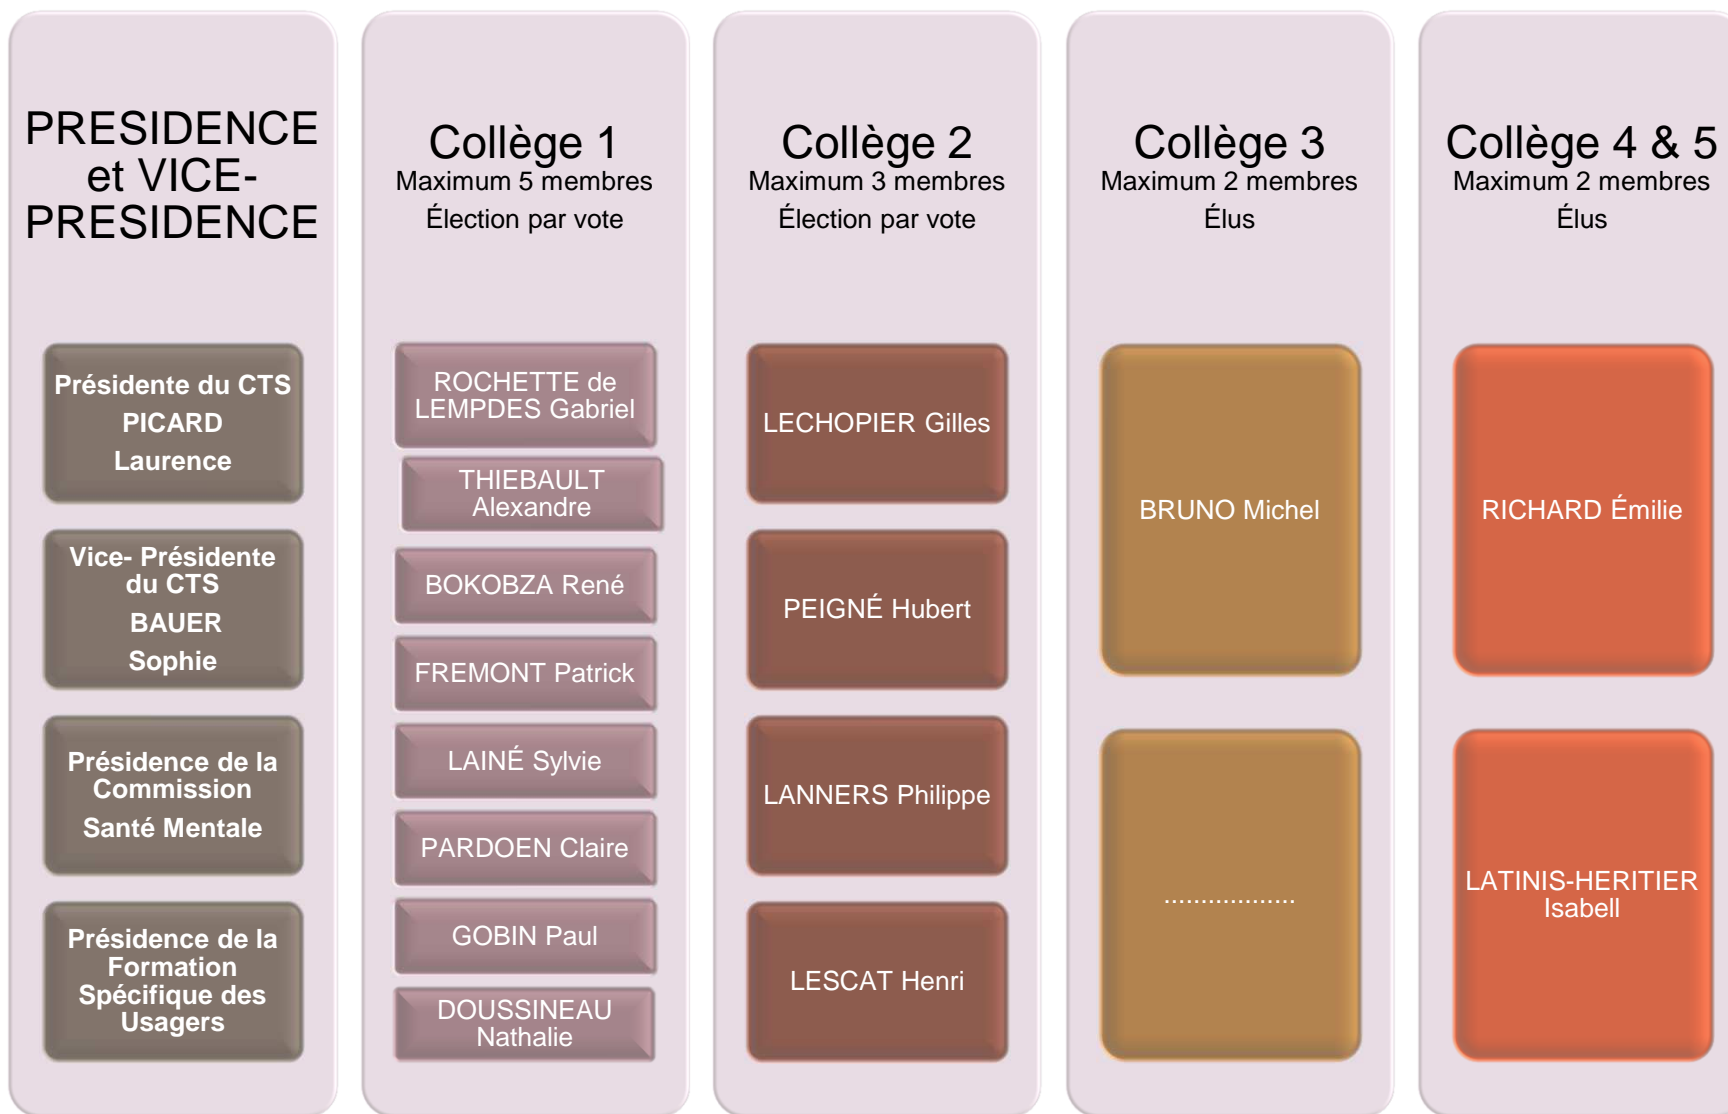 PRESIDENCE
et VICE-
PRESIDENCE
Présidente du CTS
PICARD
Laurence
Vice- Présidente
du CTS
BAUER
Sophie
Présidence de la
Commission
Santé Mentale
Présidence de la
Formation
Spécifique des
Usagers
Collège 1
Maximum 5 membres
Élection par vote
ROCHETTE de
LEMPDES Gabriel
THIEBAULT
Alexandre
BOKOBZA René
FREMONT Patrick
LAINÉ Sylvie
PARDOEN Claire
GOBIN Paul
DOUSSINEAU
Nathalie
Collège 2
Maximum 3 membres
Élection par vote
LECHOPIER Gilles
PEIGNÉ Hubert
LANNERS Philippe
LESCAT Henri
Collège 3
Maximum 2 membres
Élus
BRUNO Michel
..................
Collège 4 & 5
Maximum 2 membres
Élus
RICHARD Émilie
LATINIS-HERITIER
Isabell